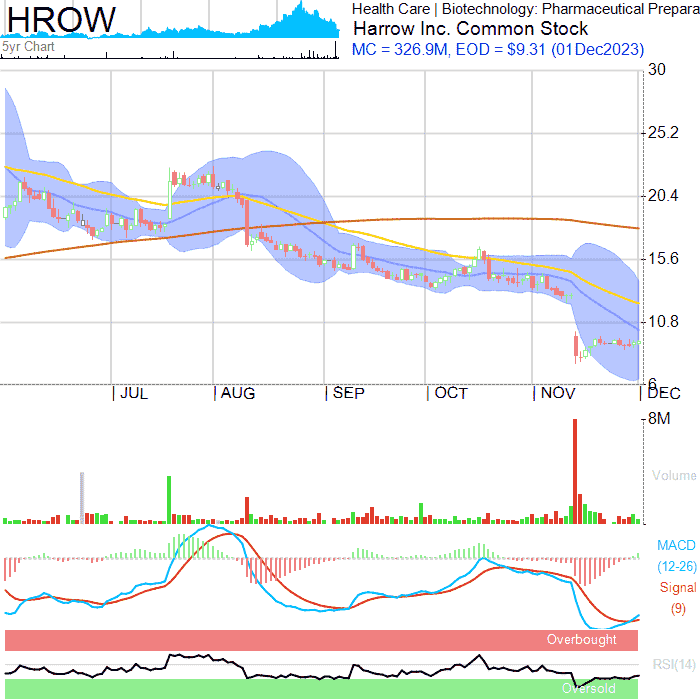 HROW
5yr Chart
Health Care | Biotechnology: Pharmaceutical Prepara
Harrow Inc. Common Stock
MC = 326.9M, EOD = $9.31 (01Dec2023)
30
25.2
20.4
15.6
10.8
6
JUL
AUG
SEP
OCT
NOV
DEC
8M
Volume
MACD
(12-26)
Signal
(9)
Overbought
RSI(14)
Oversold